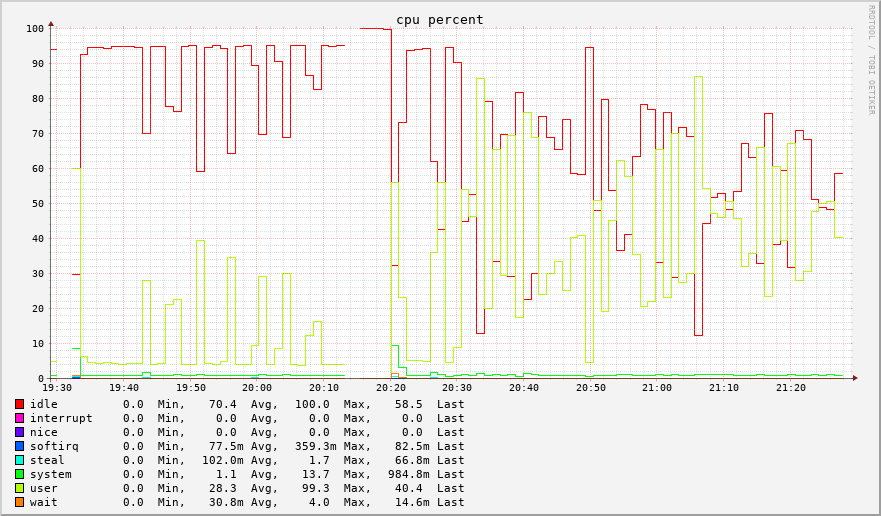 cpu percent
RRDTOOL / TOBI OETIKER
100
90
80
70
60
50
40
30
20
10
0
19:30 19:40 19:50 20:00 20:10 20:20 20:30 20:40 20:50 21:00 21:10 21:20
idle 0.0 Min, 70.4 Avg, 100.0 Max, 58.5 Last
interrupt 0.0 Min, 0.0 Avg, 0.0 Max, 0.0 Last
nice 0.0 Min, 0.0 Avg, 0.0 Max, 0.0 Last
softirq 0.0 Min, 77.5m Avg, 359.3m Max, 82.5m Last
steal 0.0 Min, 102.0m Avg, 1.7 Max, 66.8m Last
system 0.0 Min, 1.1 Avg, 13.7 Max, 984.8m Last
user 0.0 Min, 28.3 Avg, 99.3 Max, 40.4 Last
wait 0.0 Min, 30.8m Avg, 4.0 Max, 14.6m Last